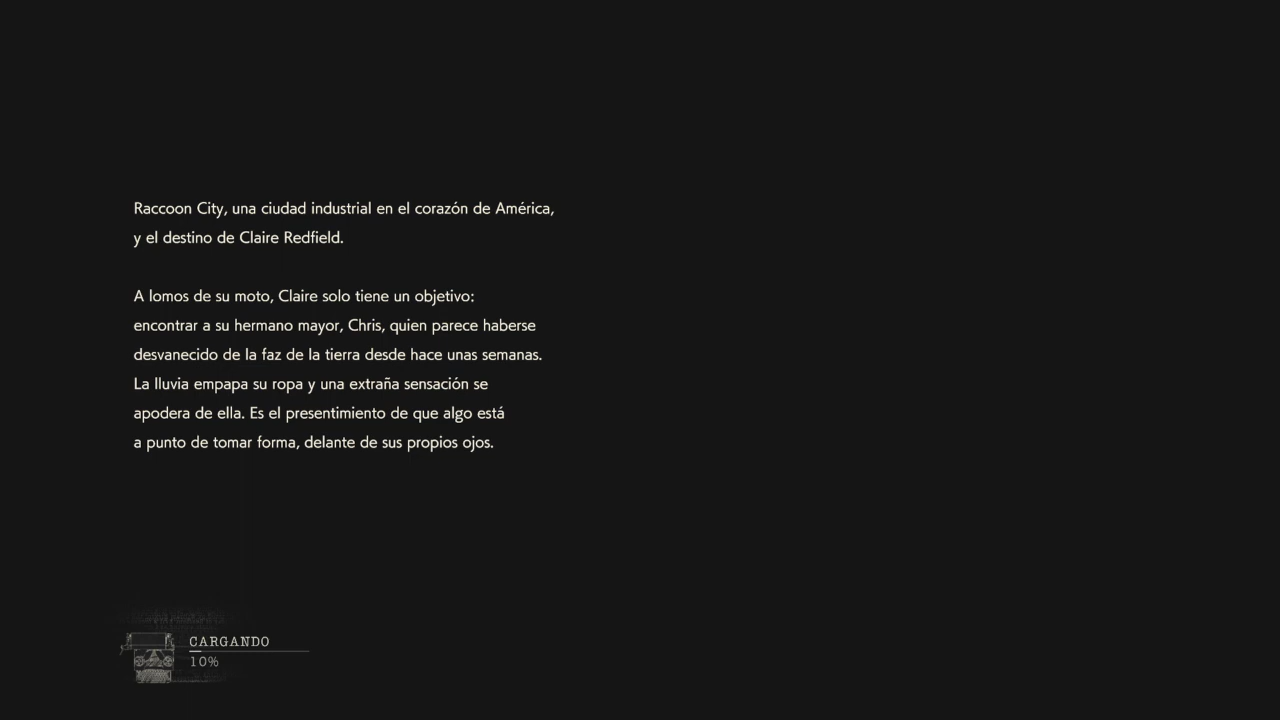 Raccoon City, una ciudad industrial en el corazón de América,
y el destino de Claire Redfield.
A lomos de su moto, Claire solo tiene un objetivo:
encontrar a su hermano mayor, Chris, quien parece haberse
desvanecido de la faz de la tierra desde hace unas semanas.
La lluvia empapa su ropa y una extraña sensación se
apodera de ella. Es el presentimiento de que algo está
a punto de tomar forma, delante de sus propios ojos.
CARGANDO
10%